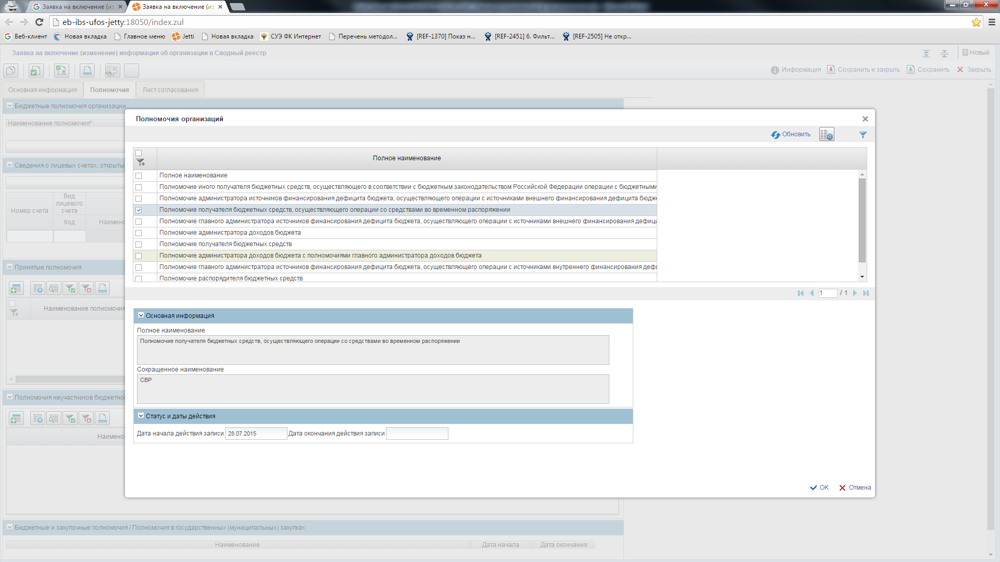 Заявка на включение (из
Заявка на включение (из
eb-ibs-ufos-jetty:18050/index.zul
Веб-клиент
Новая вкладка
Главное меню
Jetti
Новая вкладка
СУЭ ФК Интернет
Перечень методол...
[REF-1370] Показ н...
[REF-2451] 6. Фильт...
[REF-2505] Не откр...
Заявка на включение (изменение) информации об организации в Сводный реестр
Новый
Информация
Сохранить и закрыть
Сохранить
Закрыть
Основная информация
Полномочия
Лист согласования
Бюджетные полномочия организации
Наименование полномочия*
Сведения о лицевых счетах, открыты
Номер счета
Вид лицевого счета
Код
Наимено
Принятые полномочия
Наименование полномочия
Полномочия неучастников бюджетног
Наимено
Бюджетные и закупочные полномочия / Полномочия в государственных (муниципальных) закупках
Наименование
Дата начала
Дата окончания
Полномочия организаций
Обновить
Полное наименование
Полное наименование
Полномочие иного получателя бюджетных средств, осуществляющего в соответствии с бюджетным законодательством Российской Федерации операции с бюджетными
Полномочие администратора источников финансирования дефицита бюджета, осуществляющего операции с источниками внешнего финансирования дефицита бюдже
Полномочие получателя бюджетных средств, осуществляющего операции со средствами во временном распоряжении
Полномочие главного администратора источников финансирования дефицита бюджета, осуществляющего операции с источниками внешнего финансирования дефици
Полномочие администратора доходов бюджета
Полномочие получателя бюджетных средств
Полномочие администратора доходов бюджета с полномочиями главного администратора доходов бюджета
Полномочие главного администратора источников финансирования дефицита бюджета, осуществляющего операции с источниками внутреннего финансирования дефи
Полномочие распорядителя бюджетных средств
1 / 1
Основная информация
Полное наименование
Полномочие получателя бюджетных средств, осуществляющего операции со средствами во временном распоряжении
Сокращенное наименование
СВР
Статус и даты действия
Дата начала действия записи 28.07.2015 Дата окончания действия записи
OK
Отмена